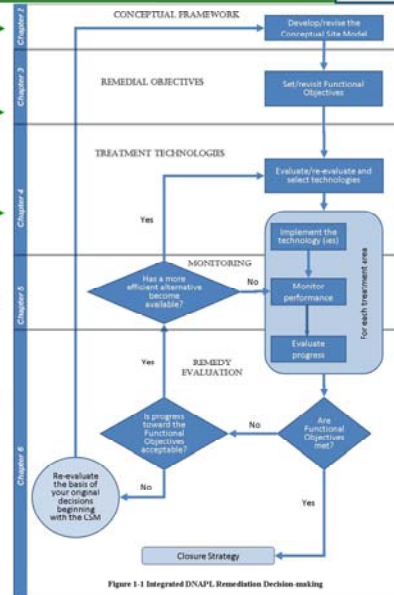 Chapter 2
CONCEPTUAL FRAMEWORK
Develop/revise the
Conceptual Site Model
Chapter 3
REMEDIAL OBJECTIVES
Set/revisit Functional
Objectives
Chapter 4
TREATMENT TECHNOLOGIES
Evaluate/re-evaluate and
select technologies
Yes
Implement the
technology (ies)
For each treatment area
Chapter 5
MONITORING
Has a more
efficient alternative
become
available?
No
Monitor
performance
Evaluate
progress
Chapter 6
Yes
REMEDY
EVALUATION
Is progress
toward the
Functional
Objectives
acceptable?
No
Are
Functional
Objectives
met?
No
Re-evaluate
the basis of
your original
decisions
beginning
with the CSM
Yes
Closure Strategy
Figure 1-1 Integrated DNAPL Remediation Decision-making